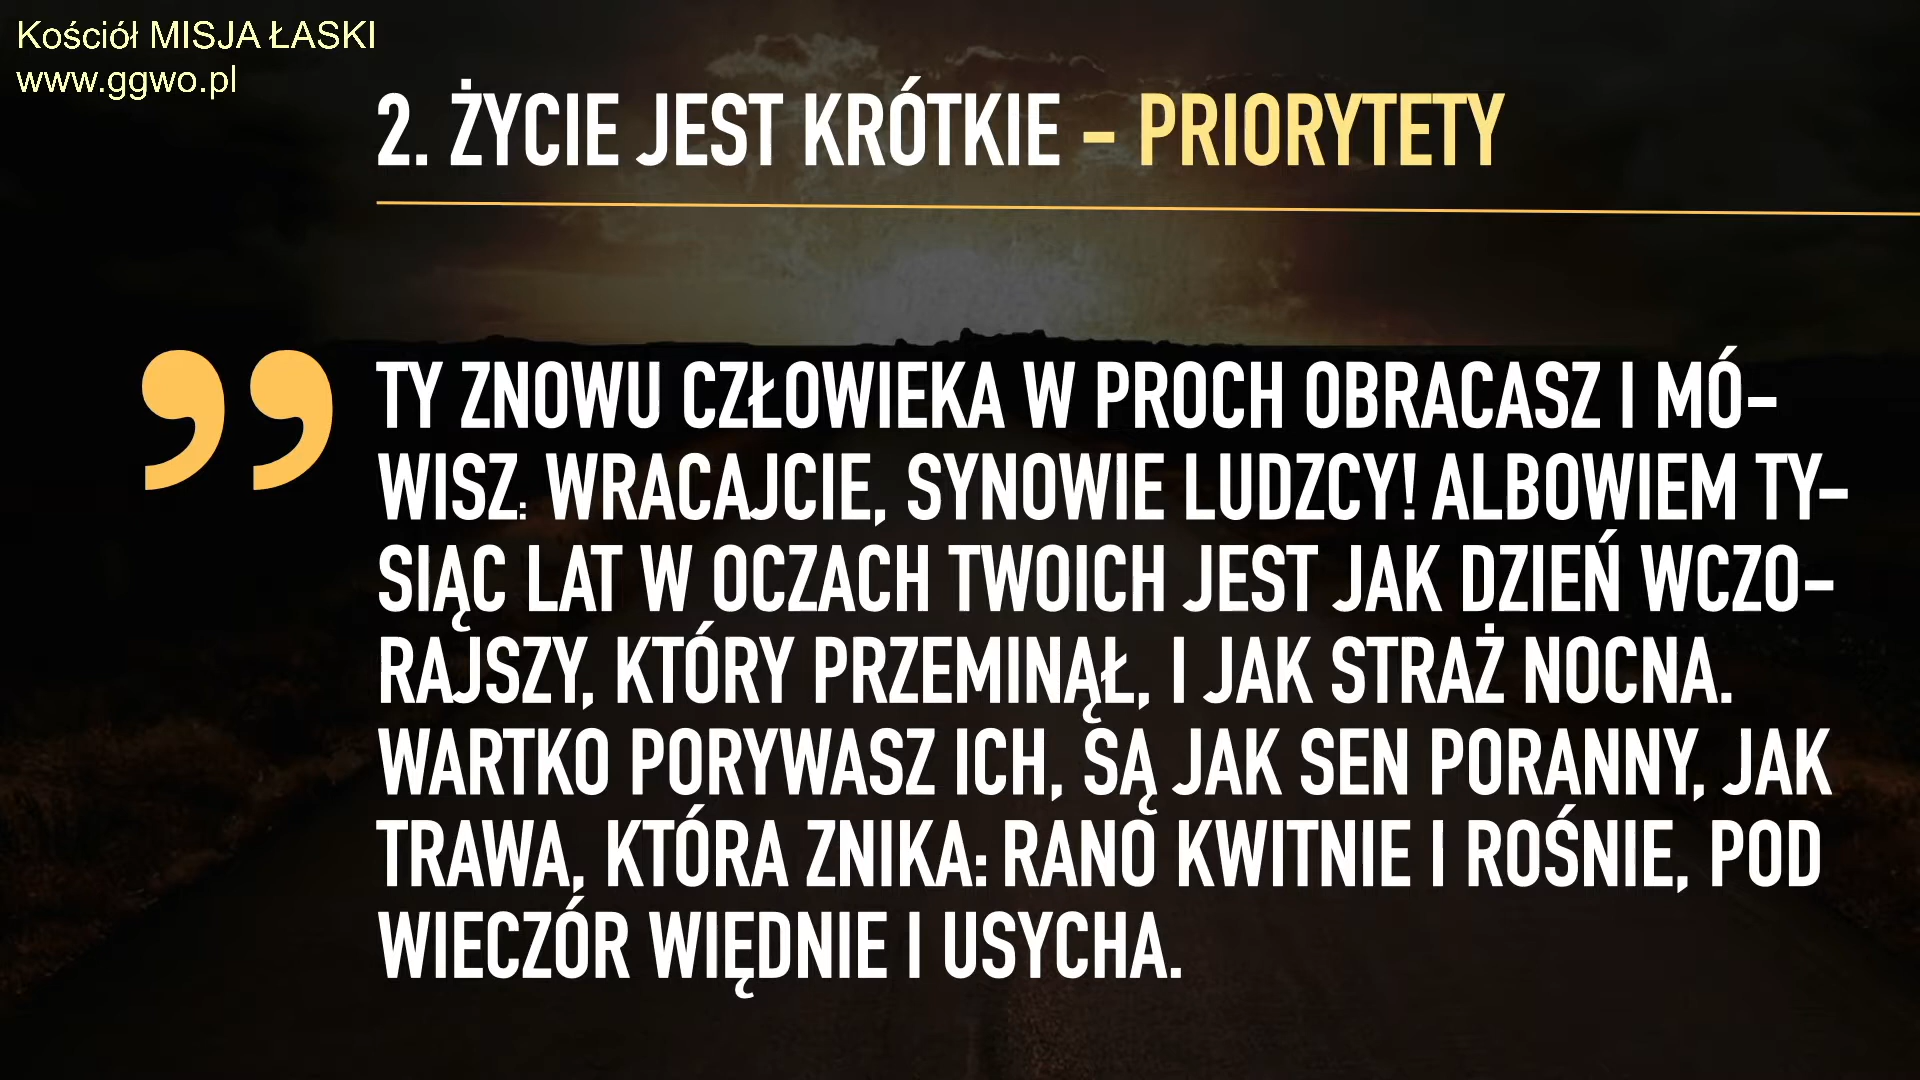 Kościół MISJA ŁASKI
www.ggwo.pl
2. ŻYCIE JEST KRÓTKIE - PRIORYTETY
TY ZNOWU CZŁOWIEKA W PROCH OBRACASZ I MÓ-
WISZ: WRACAJCIE, SYNOWIE LUDZCY! ALBOWIEM TY-
SIĄC LAT W OCZACH TWOICH JEST JAK DZIEŃ WCZO-
RAJSZY, KTÓRY PRZEMINĄŁ, I JAK STRAŻ NOCNA.
WARTKO PORYWASZ ICH, SĄ JAK SEN PORANNY, JAK
TRAWA, KTÓRA ZNIKA: RANO KWITNIE I ROŚNIE, POD
WIECZÓR WIĘDNIE I USYCHA.